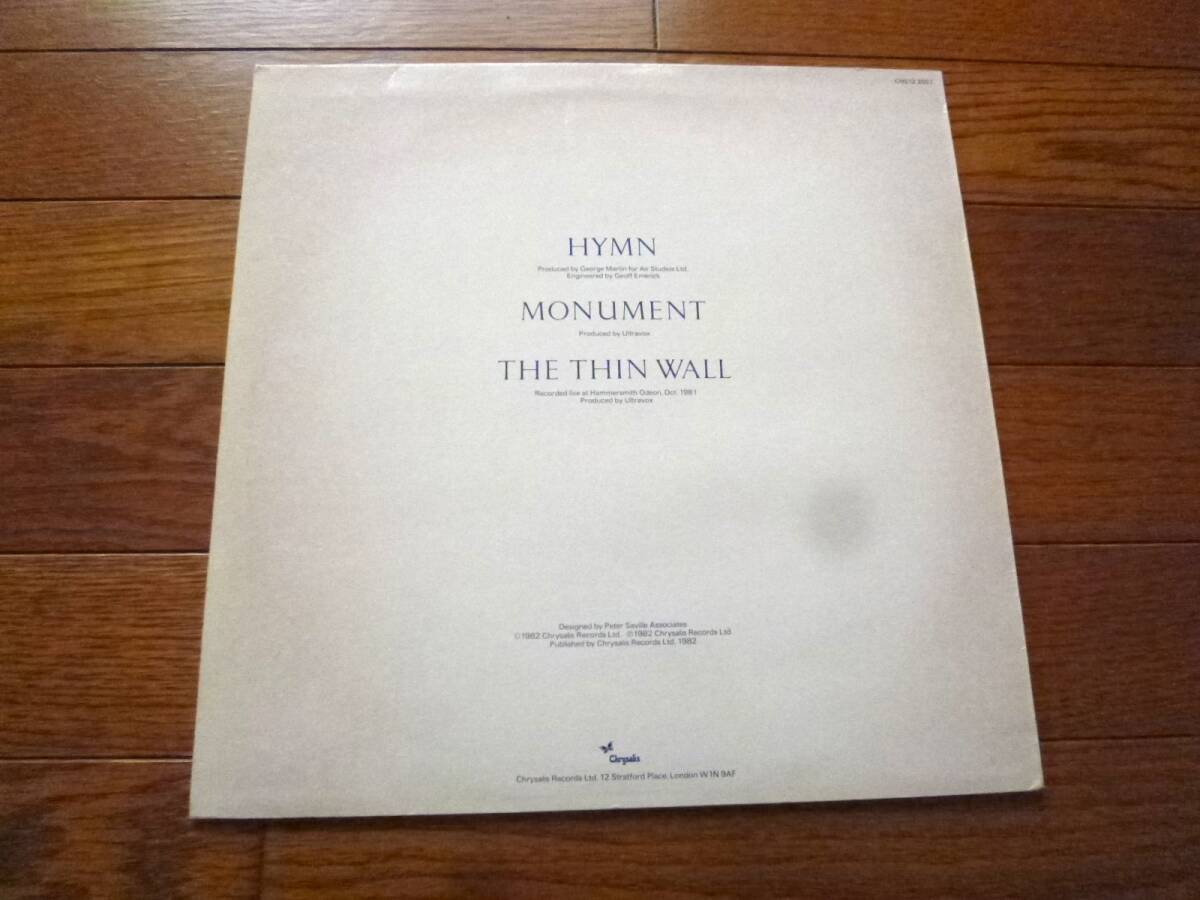 CHS12 2557
HYMN
Produced by George Martin for Air Studios Ltd.
Engineered by Geoff Emerick
MONUMENT
Produced by Ultravox
THE THIN WALL
Recorded live at Hammersmith Odeon, Oct. 1981
Produced by Ultravox
Designed by Peter Saville Associates
©1982 Chrysalis Records Ltd. ℗1982 Chrysalis Records Ltd.
Published by Chrysalis Records Ltd. 1982
Chrysalis
Chrysalis Records Ltd. 12 Stratford Place, London W1N 9AF